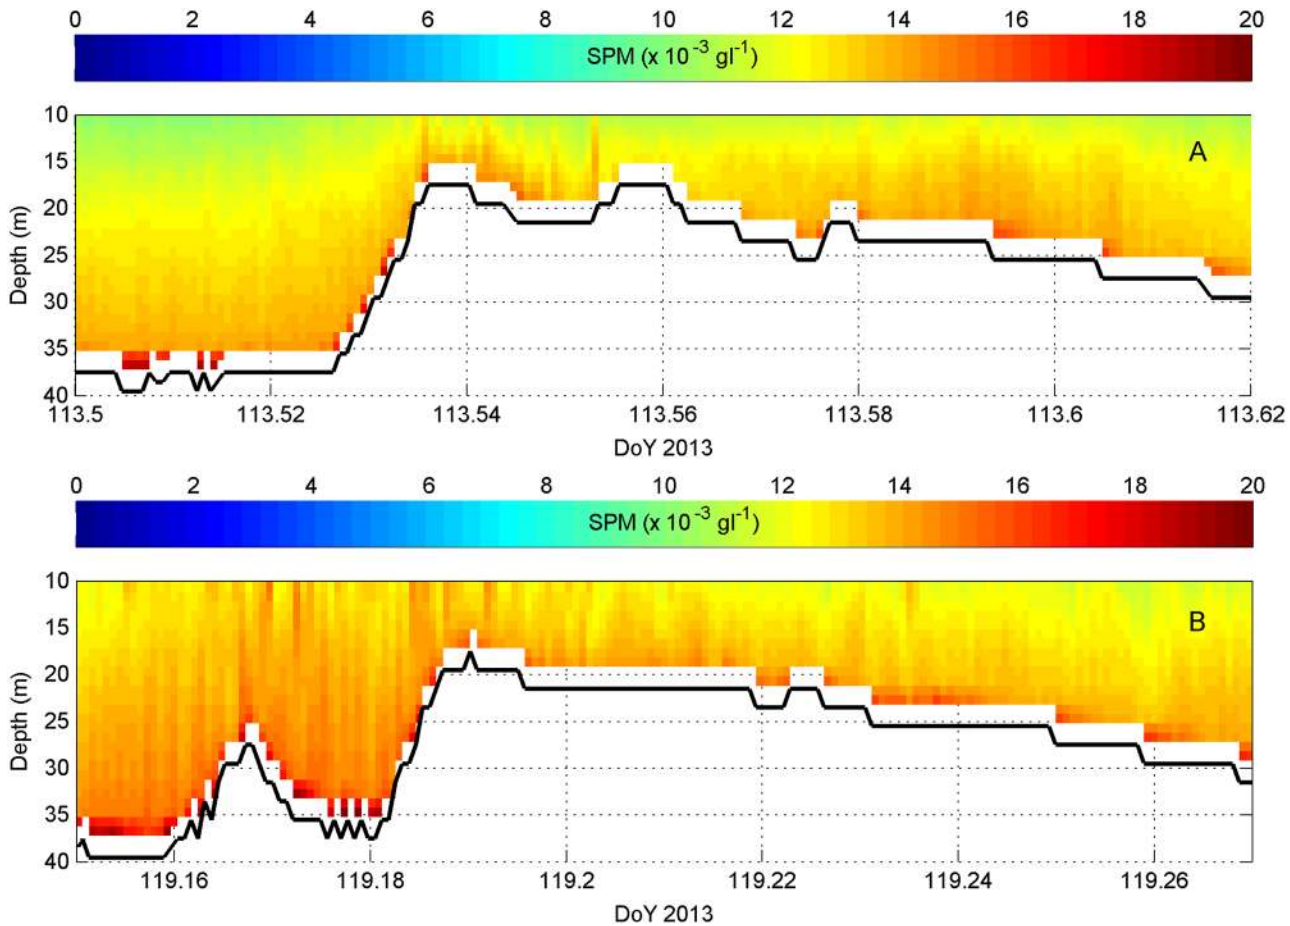 0 2 4 6 8 10 12 14 16 18 20
SPM (x 10⁻³ gl⁻¹)
10
15
20
25
30
35
40
Depth (m)
A
113.5 113.52 113.54 113.56 113.58 113.6 113.62
DoY 2013
0 2 4 6 8 10 12 14 16 18 20
SPM (x 10⁻³ gl⁻¹)
10
15
20
25
30
35
40
Depth (m)
B
119.16 119.18 119.2 119.22 119.24 119.26
DoY 2013